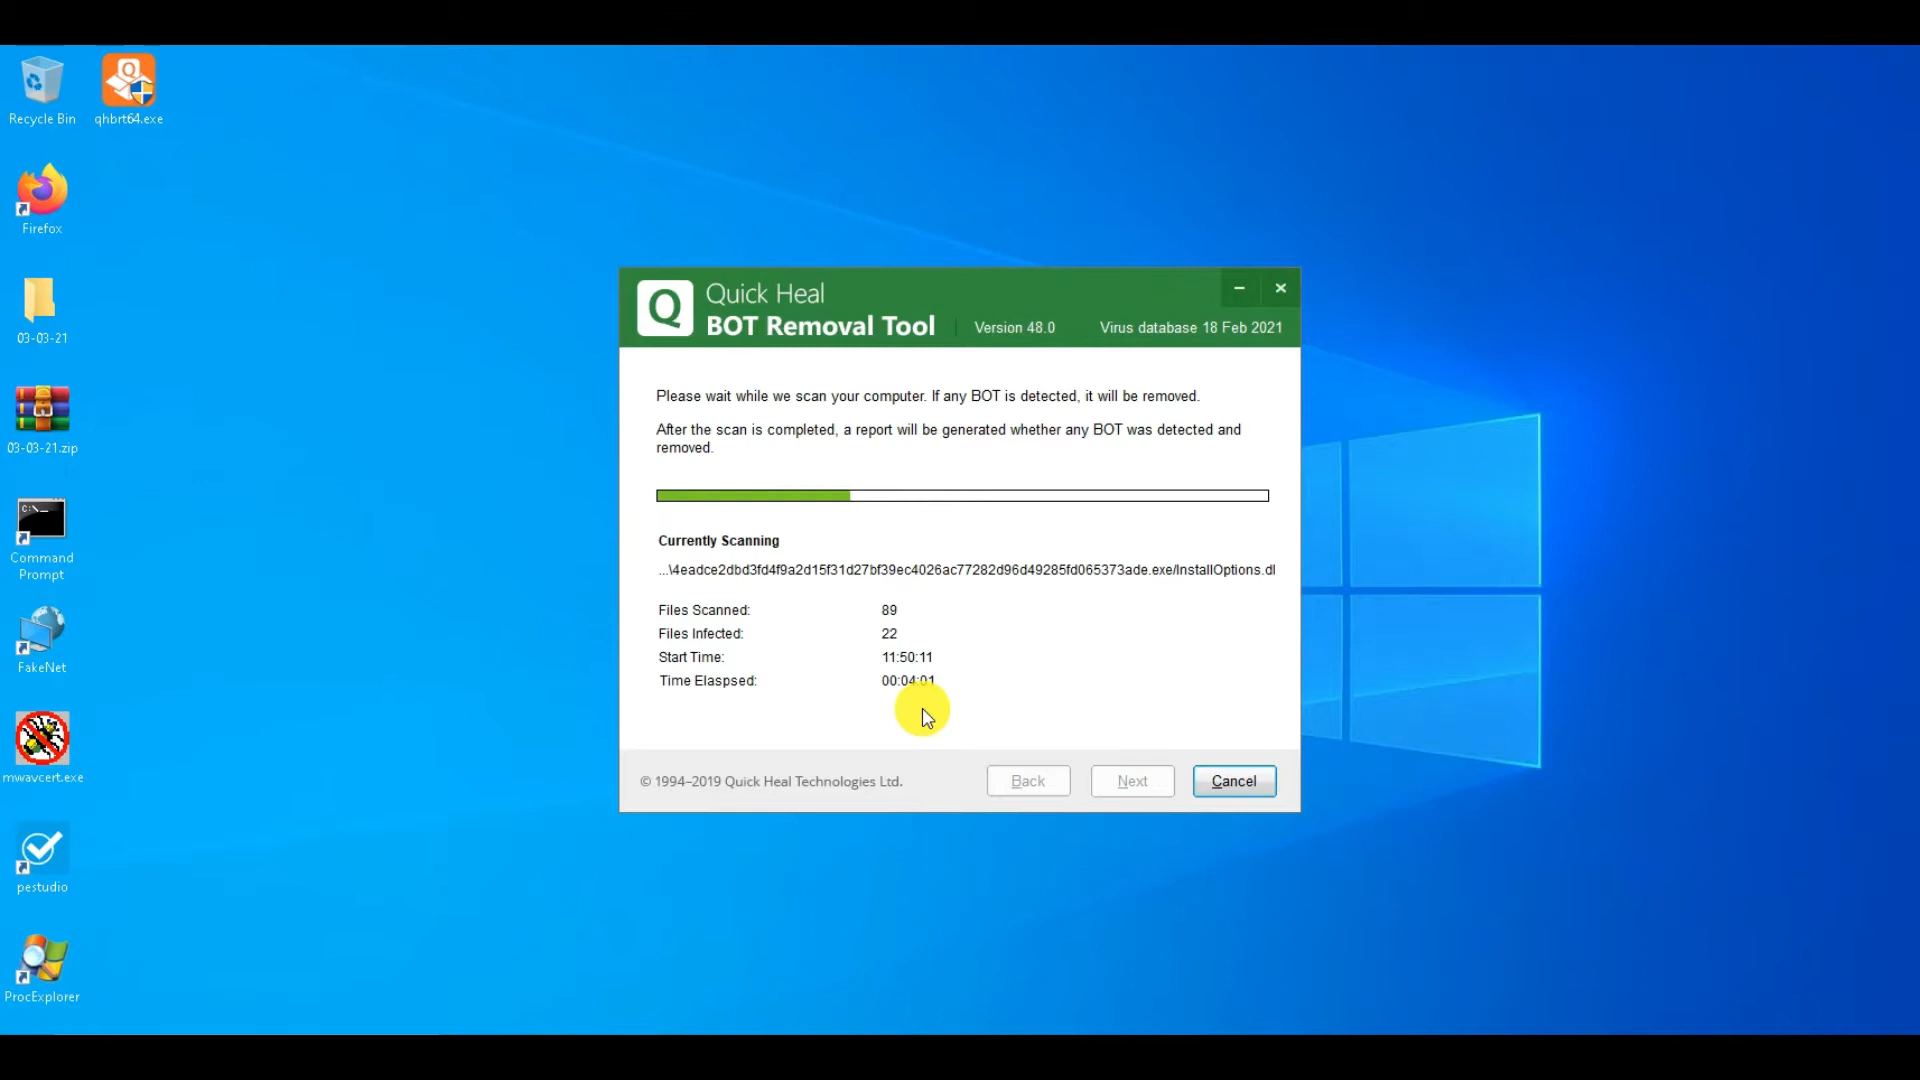 Recycle Bin
qhbrt64.exe
Firefox
03-03-21
03-03-21.zip
C:\_
Command
Prompt
FakeNet
mwavcert.exe
pestudio
ProcExplorer
Q
Quick Heal
BOT Removal Tool
Version 48.0
Virus database 18 Feb 2021
Please wait while we scan your computer. If any BOT is detected, it will be removed.
After the scan is completed, a report will be generated whether any BOT was detected and
removed.
Currently Scanning
...\4eadce2dbd3fd4f9a2d15f31d27bf39ec4026ac77282d96d49285fd065373ade.exe/InstallOptions.dl
Files Scanned: 89
Files Infected: 22
Start Time: 11:50:11
Time Elaspsed: 00:04:01
© 1994–2019 Quick Heal Technologies Ltd.
Back
Next
Cancel